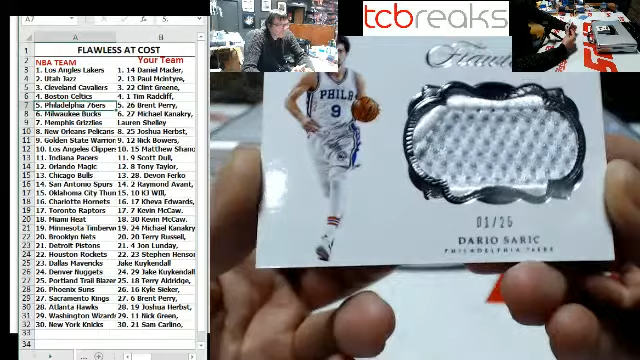 A7
A
B
FLAWLESS AT COST
NBA TEAM Your Team
1. Los Angles Lakers 1. 14 Daniel Mader,
2. Utah Jazz 2. 13 Paul Mcintyre,
3. Cleveland Cavaliers 3. 22 Clint Greene,
4. Boston Celtics 4. 1 Tim Radcliff,
5. Philadelphia 76ers 5. 26 Brent Perry,
6. Milwaukee Bucks 6. 27 Michael Kanakry,
7. Memphis Grizzlies Lauren Shelley
8. New Orleans Pelicans 8. 25 Joshua Herbst,
9. Golden State Warrior 9. 12 Nick Bowers,
10. Los Angeles Clippers 10. 15 Matthew Shano
11. Indiana Pacers 11. 9 Scott Dull,
12. Orlando Magic 12. 8 Tony Taylor,
13. Chicago Bulls 13. 28 Devon Ferko
14. San Antonio Spurs 14. 2 Raymond Avant,
15. Oklahoma City Thun 15. 10 KJ Will,
16. Charlotte Hornets 16. 17 Kheva Edwards,
17. Toronto Raptors 17. 7 Kevin McCaw.
18. Miami Heat 18. 30 Kevin McCaw.
19. Minnesota Timberwo 19. 24 Michael Kanakry
20. Brooklyn Nets 20. 20 Terry Russell,
21. Detroit Pistons 21. 4 Jon Lunday,
22. Houston Rockets 22. 23 Stephen Henson
23. Dallas Mavericks Jake Kuykendall
24. Denver Nuggets 24. 29 Jake Kuykendall
25. Portland Trail Blazer 25. 18 Terry Aldridge,
26. Phoenix Suns 26. 16 Kyle Sieker,
27. Sacramento Kings 27. 6 Brent Perry,
28. Atlanta Hawks 28. 19 Joshua Herbst,
29. Washington Wizards 29. 11 Nick Green,
30. New York Knicks 30. 21 Sam Carlino,
tcbreaks
PHILA
9
01/25
DARIO SARIC
PHILADELPHIA 76ERS